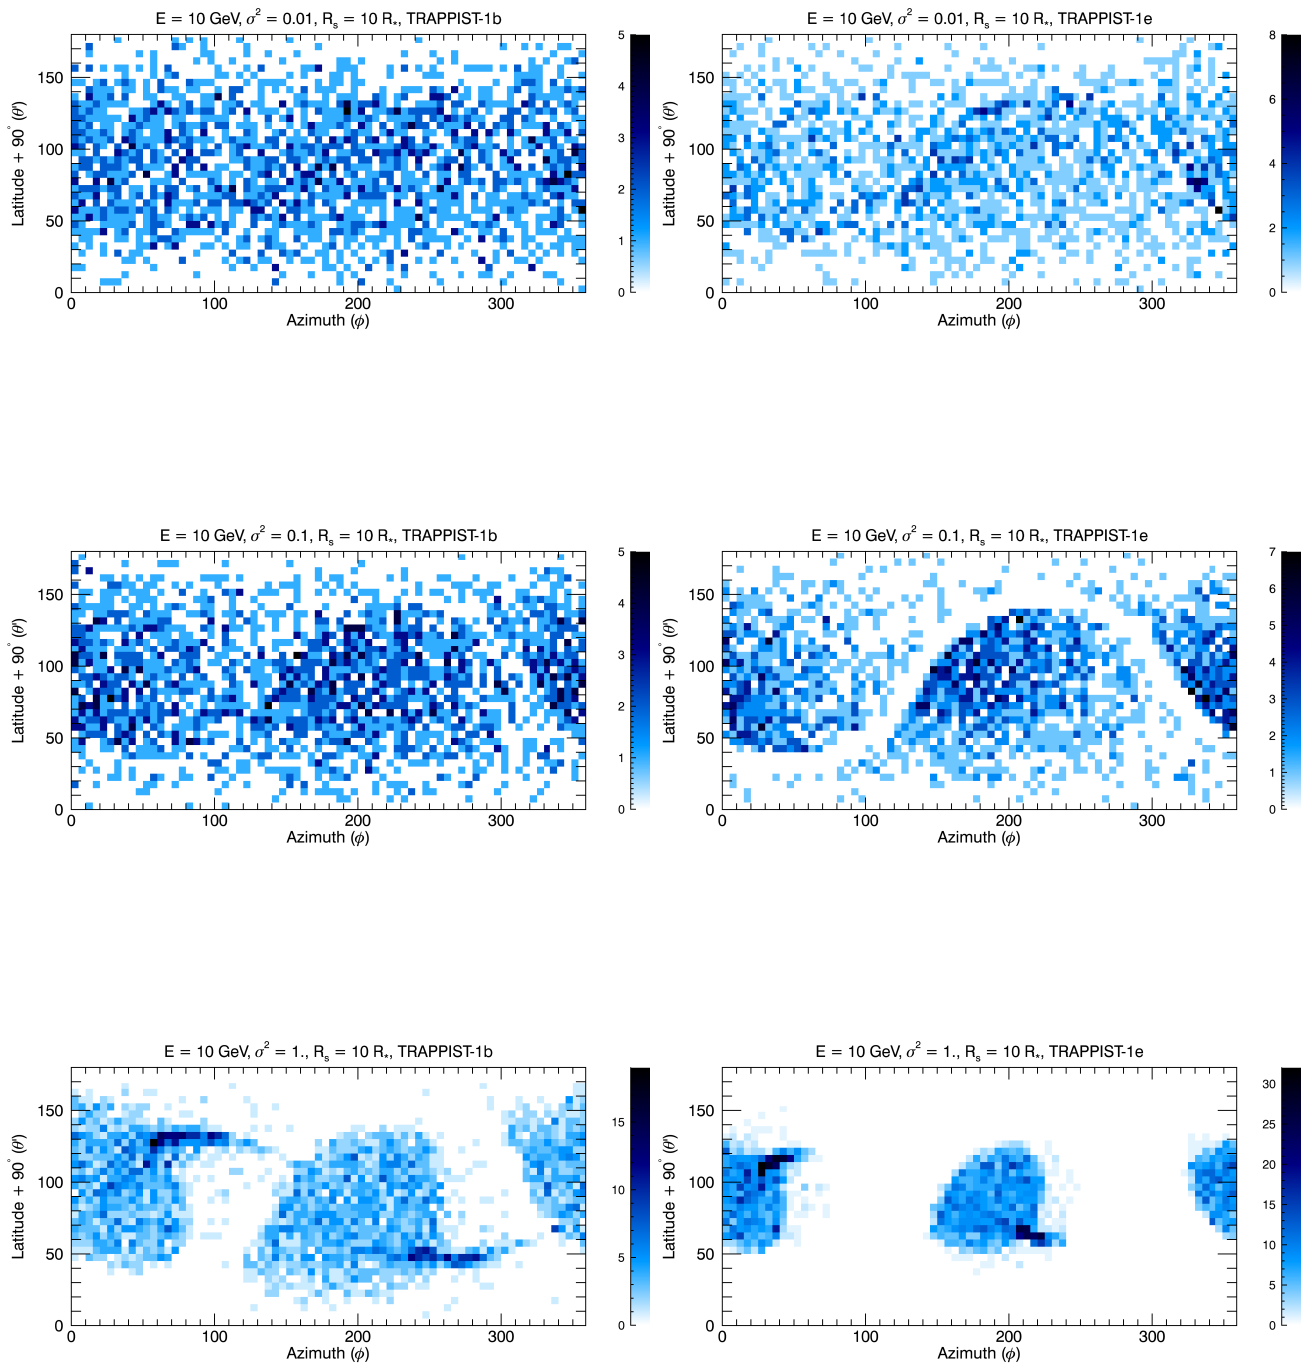 E = 10 GeV, σ² = 0.01, Rₛ = 10 R⋆, TRAPPIST-1b
5
4
3
2
1
0
150
100
50
0
Latitude + 90° (θ')
0 100 200 300
Azimuth (ϕ)
E = 10 GeV, σ² = 0.01, Rₛ = 10 R⋆, TRAPPIST-1e
8
6
4
2
0
150
100
50
0
Latitude + 90° (θ')
0 100 200 300
Azimuth (ϕ)
E = 10 GeV, σ² = 0.1, Rₛ = 10 R⋆, TRAPPIST-1b
5
4
3
2
1
0
150
100
50
0
Latitude + 90° (θ')
0 100 200 300
Azimuth (ϕ)
E = 10 GeV, σ² = 0.1, Rₛ = 10 R⋆, TRAPPIST-1e
7
6
5
4
3
2
1
0
150
100
50
0
Latitude + 90° (θ')
0 100 200 300
Azimuth (ϕ)
E = 10 GeV, σ² = 1., Rₛ = 10 R⋆, TRAPPIST-1b
15
10
5
0
150
100
50
0
Latitude + 90° (θ')
0 100 200 300
Azimuth (ϕ)
E = 10 GeV, σ² = 1., Rₛ = 10 R⋆, TRAPPIST-1e
30
25
20
15
10
5
0
150
100
50
0
Latitude + 90° (θ')
0 100 200 300
Azimuth (ϕ)